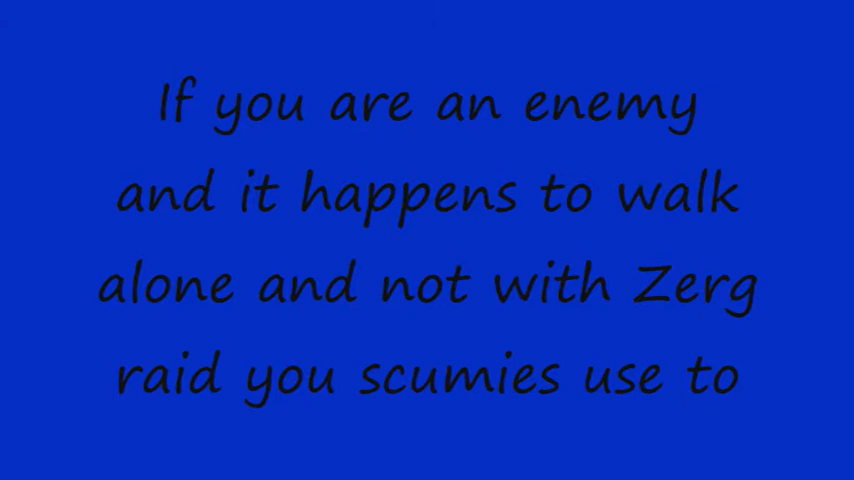 If you are an enemy
and it happens to walk
alone and not with Zerg
raid you scumies use to